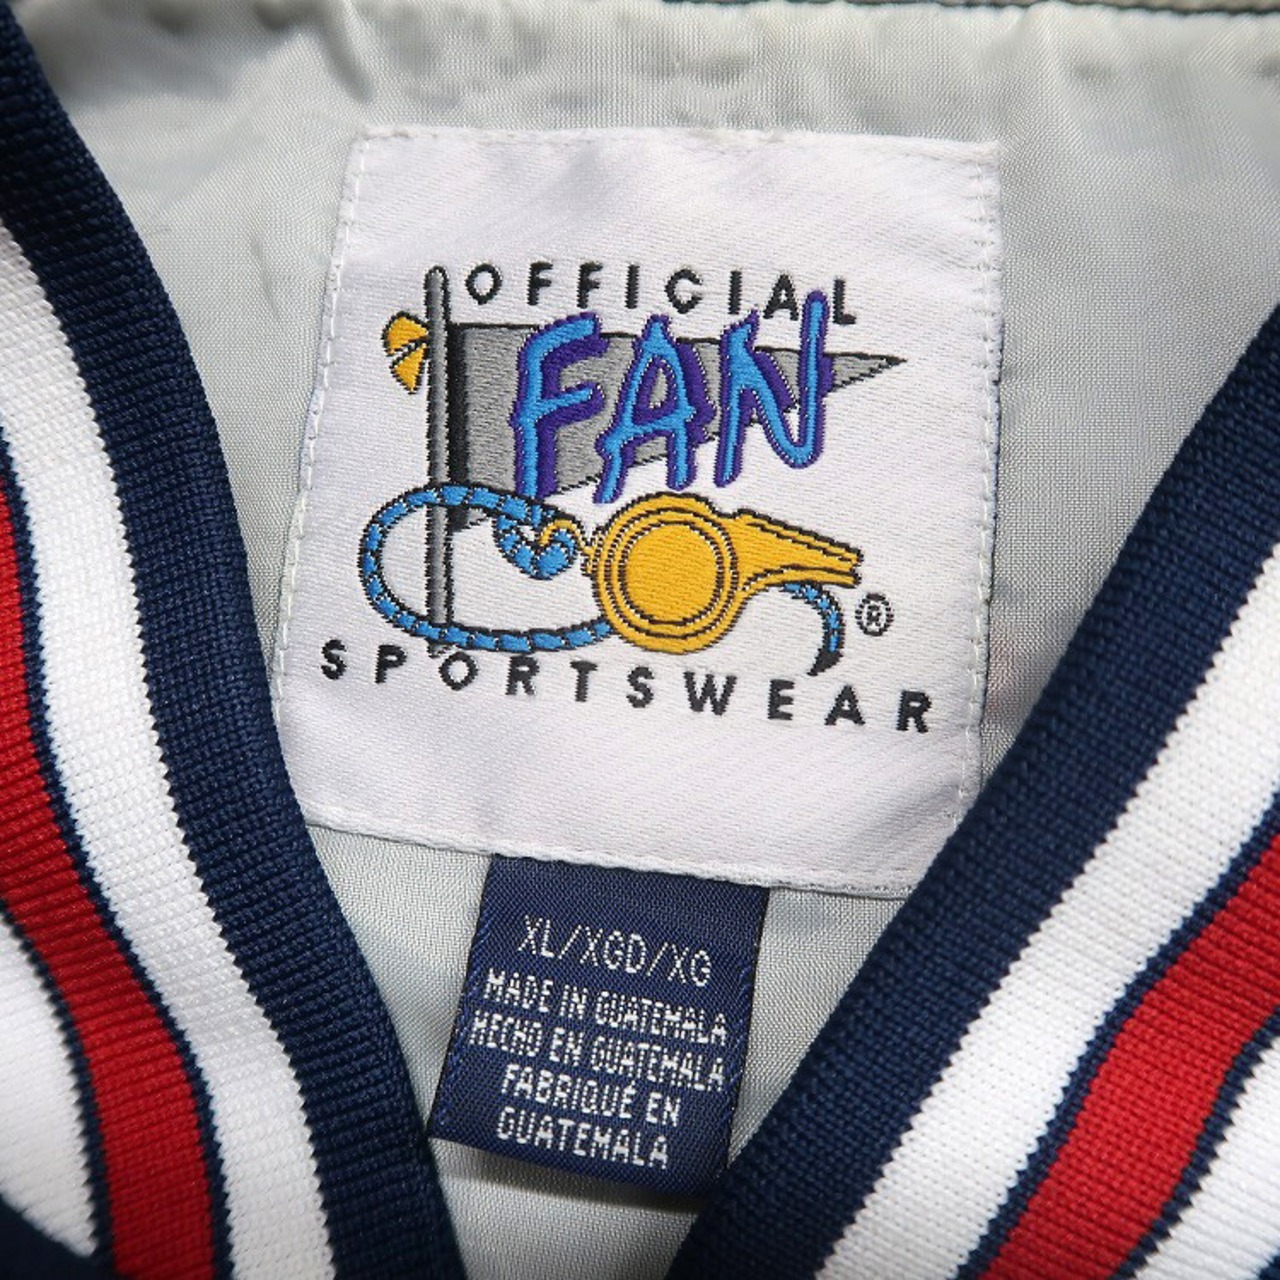 OFFICIAL
FAN
®
SPORTSWEAR
XL/XGD/XG
MADE IN GUATEMALA
HECHO EN GUATEMALA
FABRIQUÉ EN
GUATEMALA